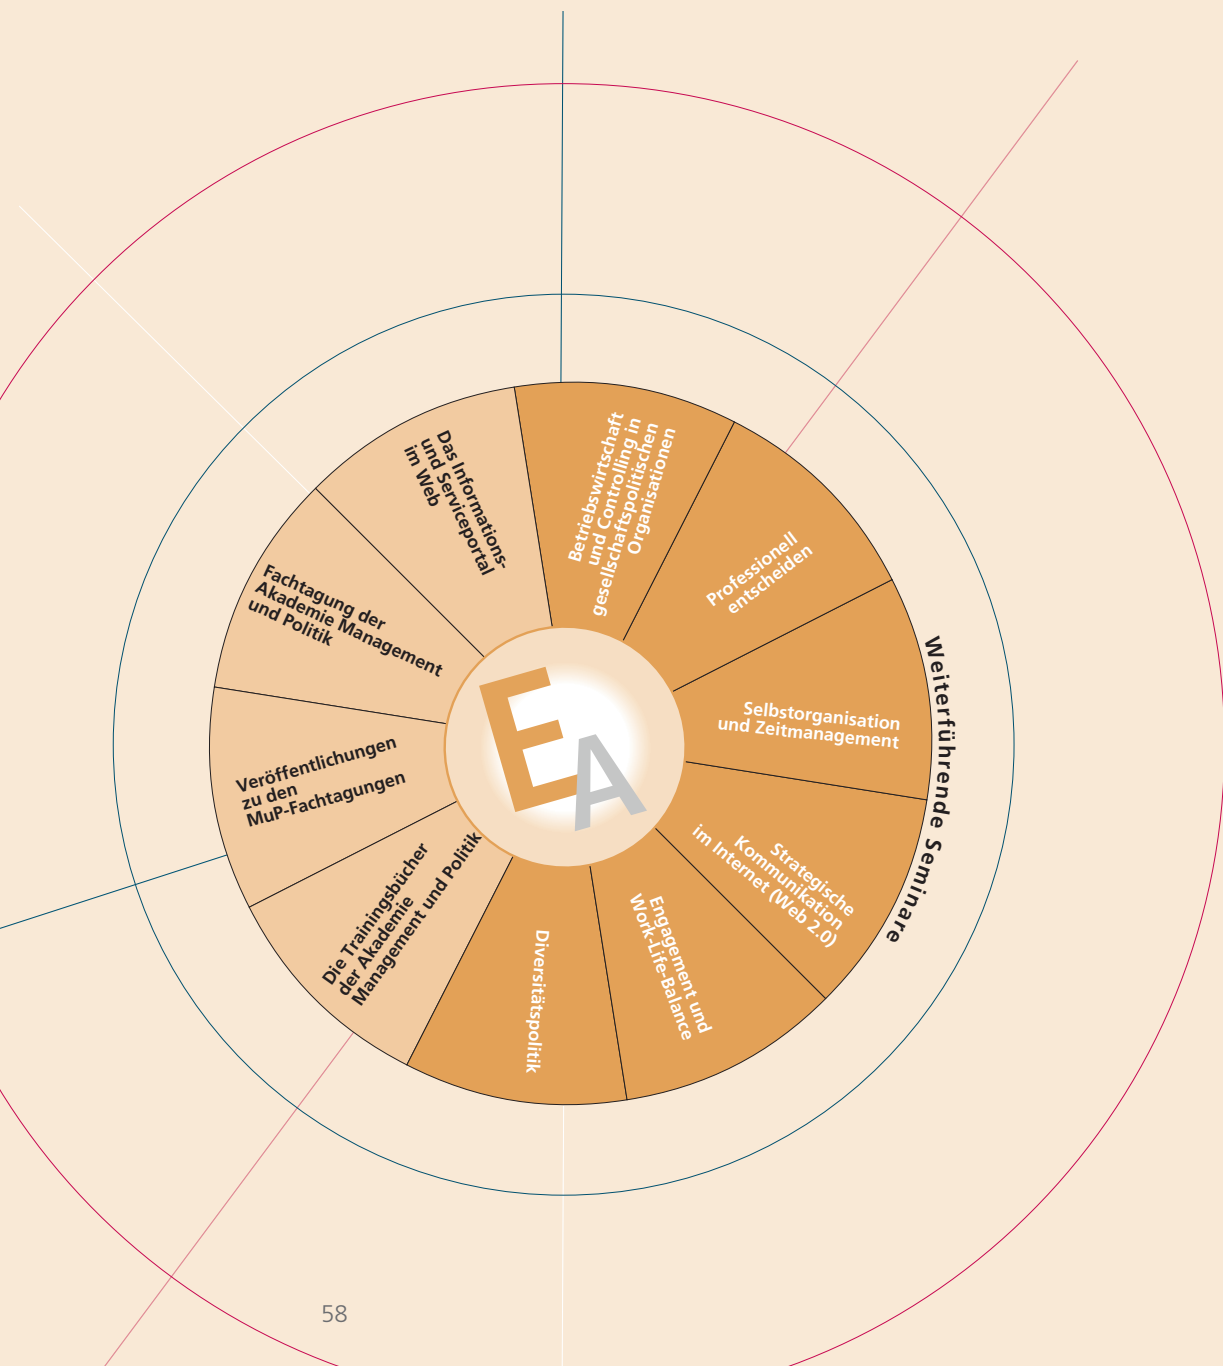 Betriebswirtschaft
und Controlling in
gesellschaftspolitischen
Organisationen
Professionell
entscheiden
Selbstorganisation
und Zeitmanagement
Strategische
Kommunikation
im Internet (Web 2.0)
Engagement und
Work-Life-Balance
Diversitätspolitik
Die Trainingsbücher
der Akademie
Management und Politik
Veröffentlichungen
zu den
MuP-Fachtagungen
Fachtagung der
Akademie Management
und Politik
Das Informations-
und Serviceportal
im Web
Weiterführende Seminare
E
A
58